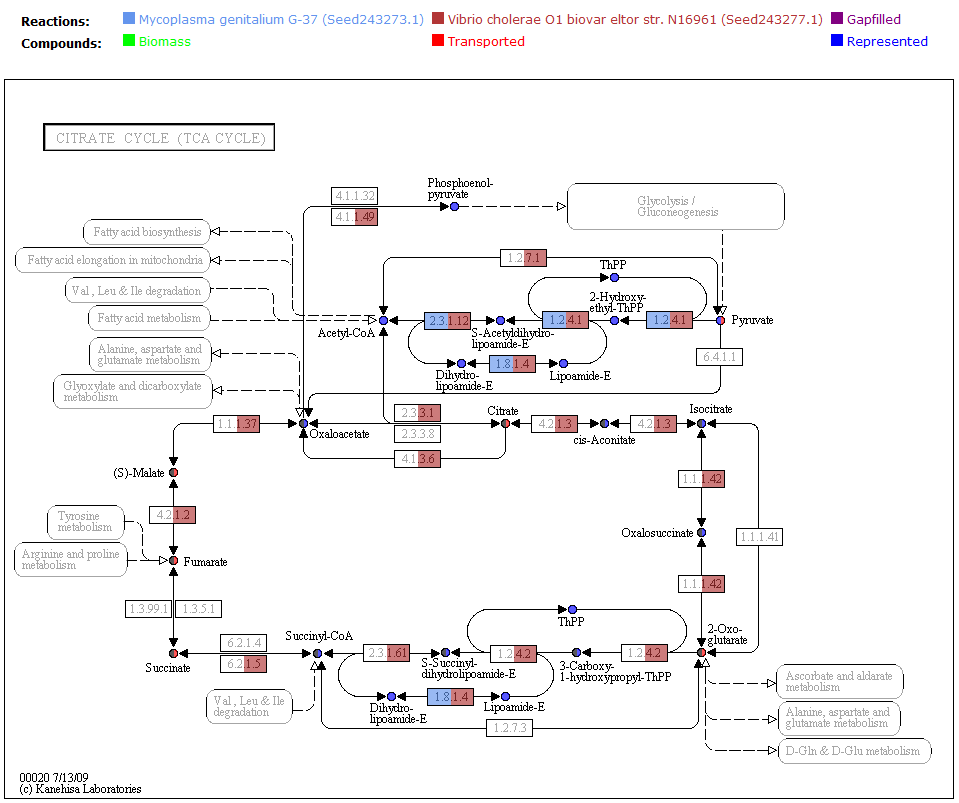 Reactions: Mycoplasma genitalium G-37 (Seed243273.1) Vibrio cholerae O1 biovar eltor str. N16961 (Seed243277.1) Gapfilled
Compounds: Biomass Transported Represented
CITRATE CYCLE (TCA CYCLE)
Phosphoenol-
pyruvate
4.1.1.32
4.1.1.49
Glycolysis /
Gluconeogenesis
Fatty acid biosynthesis
Fatty acid elongation in mitochondria
Val , Leu & Ile degradation
Fatty acid metabolism
Alanine, aspartate and
glutamate metabolism
Glyoxylate and dicarboxylate
metabolism
1.2.7.1
ThPP
2-Hydroxy-
ethyl-ThPP
Acetyl-CoA
2.3.1.12
S-Acetyldihydro-
lipoamide-E
1.2.4.1
1.2.4.1
Pyruvate
1.8.1.4
Dihydro-
lipoamide-E
Lipoamide-E
6.4.1.1
1.1.1.37
Oxaloacetate
2.3.3.1
2.3.3.8
4.1.3.6
Citrate
4.2.1.3
cis-Aconitate
4.2.1.3
Isocitrate
(S)-Malate
1.1.1.42
4.2.1.2
Tyrosine
metabolism
Arginine and proline
metabolism
Fumarate
Oxalosuccinate
1.1.1.41
1.1.1.42
1.3.99.1
1.3.5.1
ThPP
Succinate
6.2.1.4
6.2.1.5
Succinyl-CoA
2.3.1.61
S-Succinyl-
dihydrolipoamide-E
1.2.4.2
3-Carboxy-
1-hydroxypropyl-ThPP
1.2.4.2
2-Oxo-
glutarate
Val , Leu & Ile
degradation
1.8.1.4
Dihydro-
lipoamide-E
Lipoamide-E
1.2.7.3
Ascorbate and aldarate
metabolism
Alanine, aspartate and
glutamate metabolism
D-Gln & D-Glu metabolism
00020 7/13/09
(c) Kanehisa Laboratories